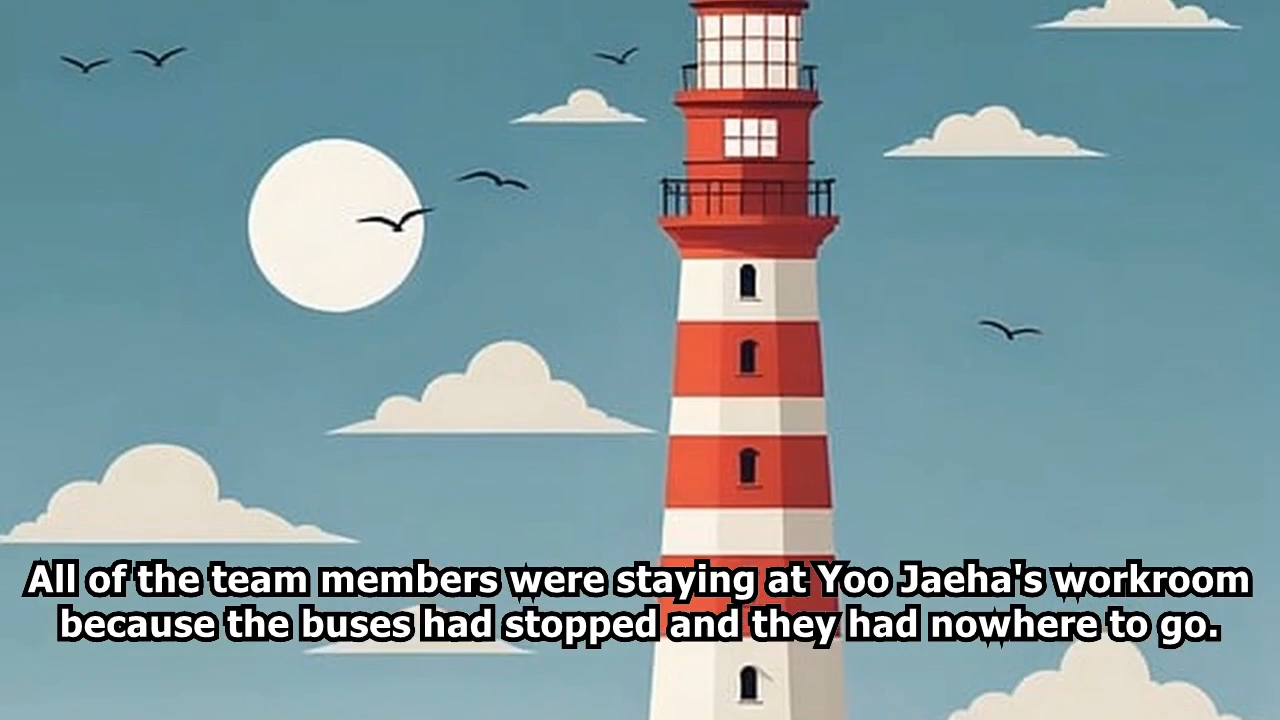 All of the team members were staying at Yoo Jaeha's workroom
because the buses had stopped and they had nowhere to go.